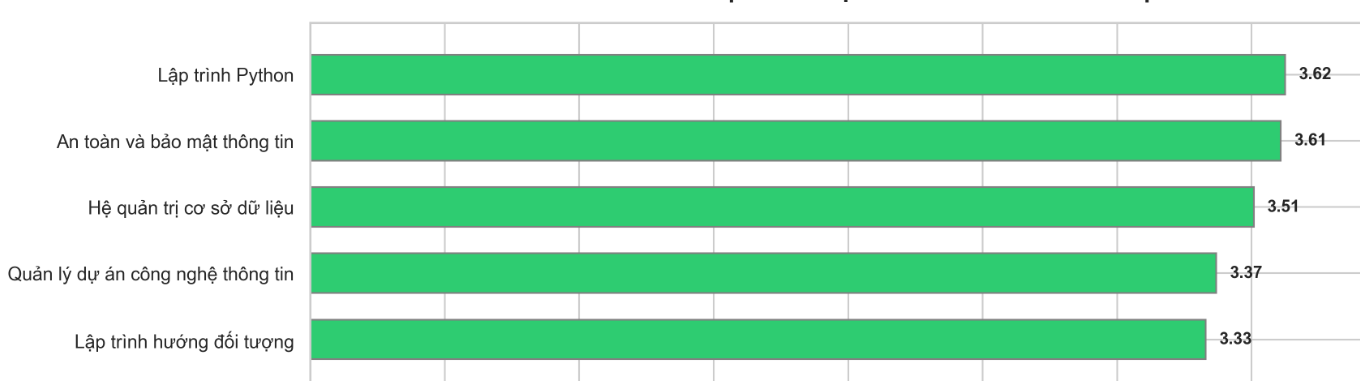 Lập trình Python 3.62
An toàn và bảo mật thông tin 3.61
Hệ quản trị cơ sở dữ liệu 3.51
Quản lý dự án công nghệ thông tin 3.37
Lập trình hướng đối tượng 3.33